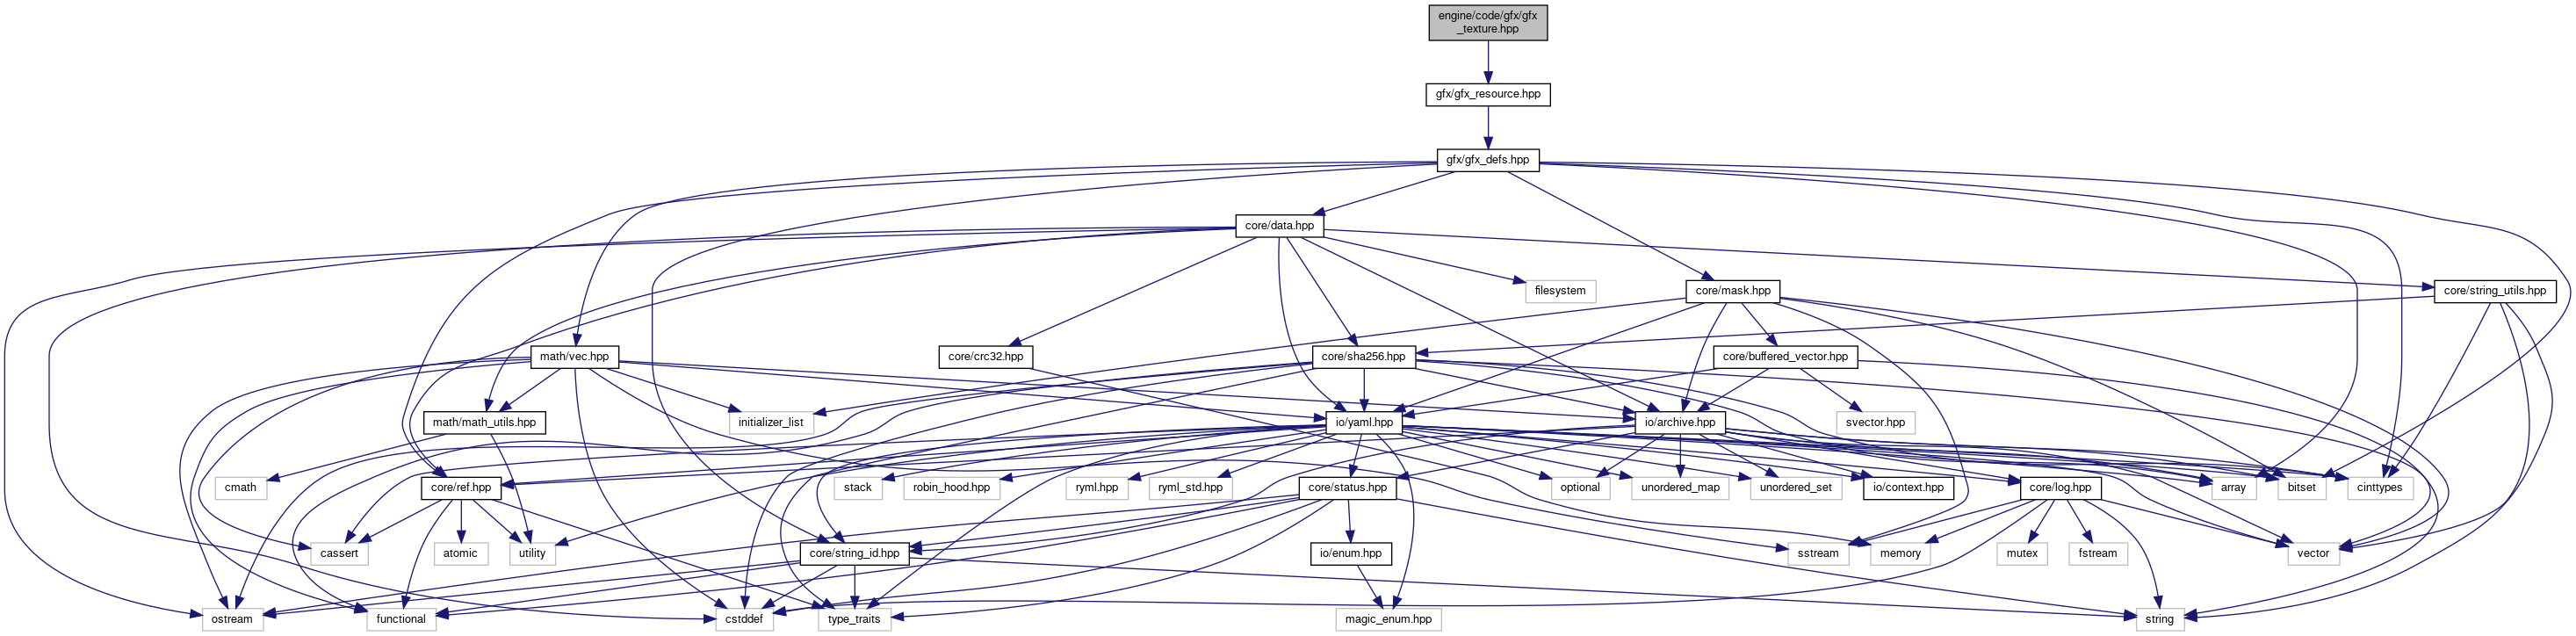 engine/code/gfx/gfx
_texture.hpp
gfx/gfx_resource.hpp
gfx/gfx_defs.hpp
core/data.hpp
filesystem
core/mask.hpp
core/string_utils.hpp
math/vec.hpp
core/crc32.hpp
core/sha256.hpp
core/buffered_vector.hpp
math/math_utils.hpp
initializer_list
io/yaml.hpp
io/archive.hpp
svector.hpp
cmath
core/ref.hpp
stack
robin_hood.hpp
ryml.hpp
ryml_std.hpp
core/status.hpp
optional
unordered_map
unordered_set
io/context.hpp
core/log.hpp
array
bitset
cinttypes
cassert
atomic
utility
core/string_id.hpp
io/enum.hpp
sstream
memory
mutex
fstream
vector
ostream
functional
cstddef
type_traits
magic_enum.hpp
string